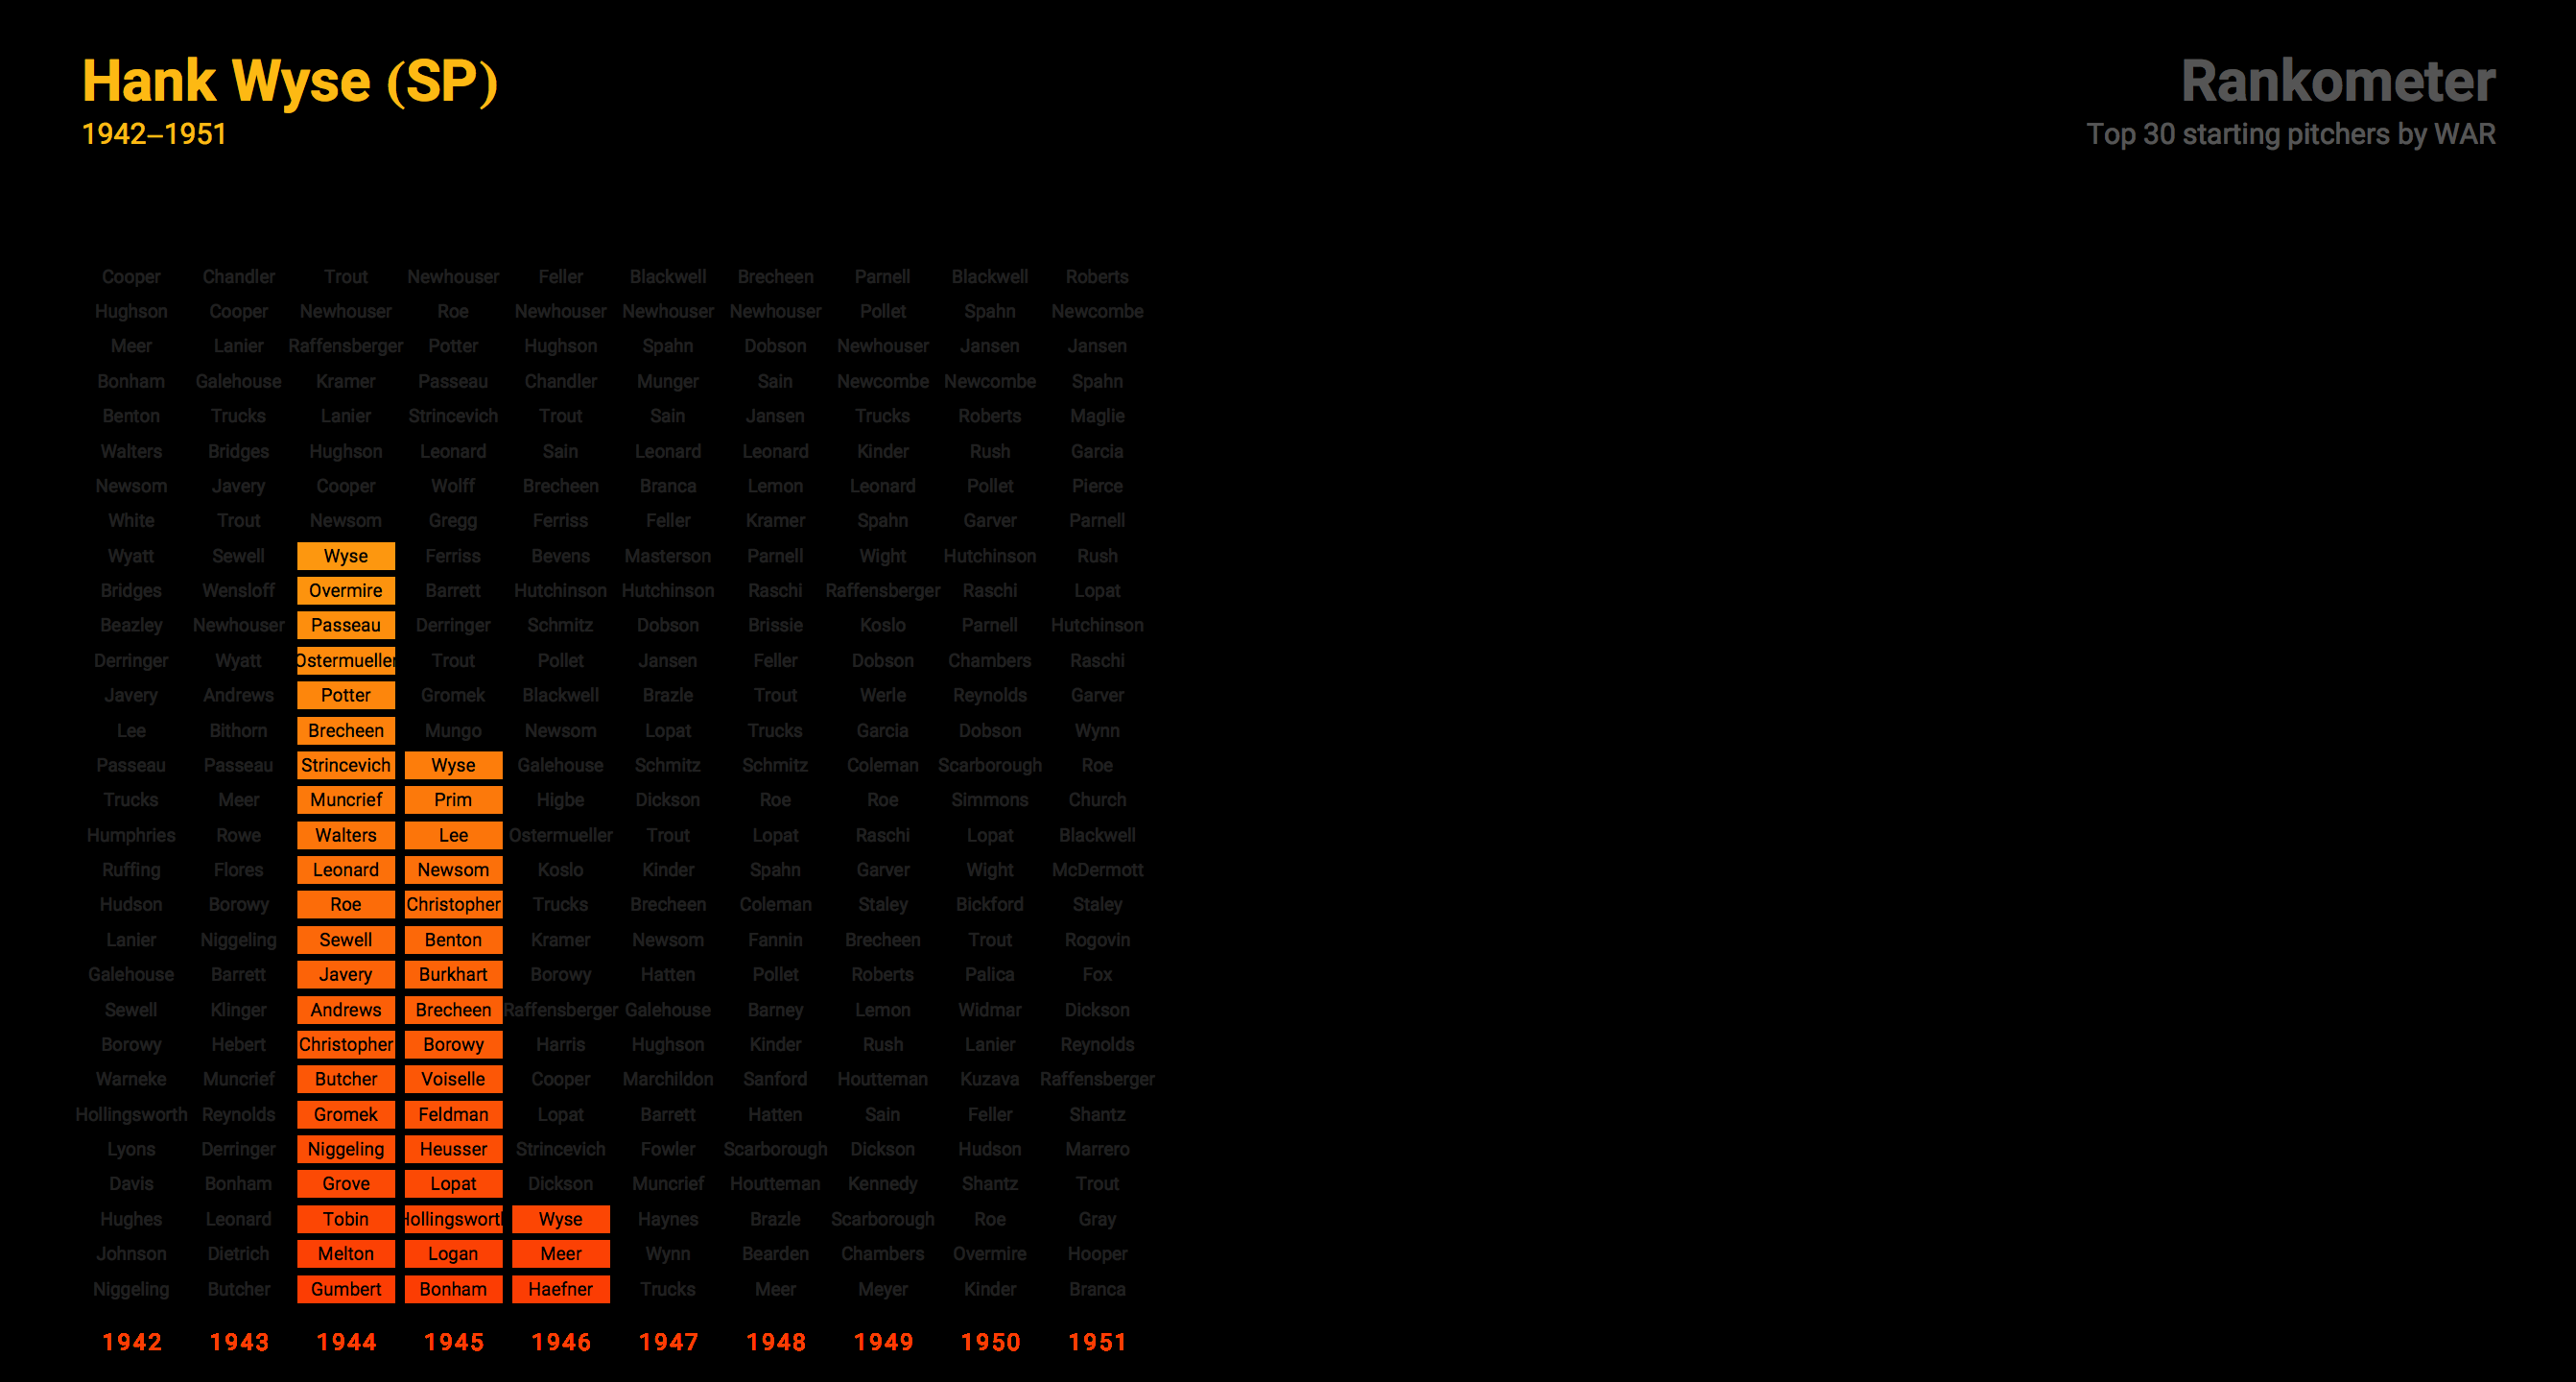 Hank Wyse (SP)
1942–1951
Rankometer
Top 30 starting pitchers by WAR
Cooper Chandler Trout Newhouser Feller Blackwell Brecheen Parnell Blackwell Roberts
Hughson Cooper Newhouser Roe Newhouser Newhouser Newhouser Pollet Spahn Newcombe
Meer Lanier Raffensberger Potter Hughson Spahn Dobson Newhouser Jansen Jansen
Bonham Galehouse Kramer Passeau Chandler Munger Sain Newcombe Newcombe Spahn
Benton Trucks Lanier Strincevich Trout Sain Jansen Trucks Roberts Maglie
Walters Bridges Hughson Leonard Sain Leonard Leonard Kinder Rush Garcia
Newsom Javery Cooper Wolff Brecheen Branca Lemon Leonard Pollet Pierce
White Trout Newsom Gregg Ferriss Feller Kramer Spahn Garver Parnell
Wyatt Sewell Wyse Ferriss Bevens Masterson Parnell Wight Hutchinson Rush
Bridges Wensloff Overmire Barrett Hutchinson Hutchinson Raschi Raffensberger Raschi Lopat
Beazley Newhouser Passeau Derringer Schmitz Dobson Brissie Koslo Parnell Hutchinson
Derringer Wyatt Ostermueller Trout Pollet Jansen Feller Dobson Chambers Raschi
Javery Andrews Potter Gromek Blackwell Brazle Trout Werle Reynolds Garver
Lee Bithorn Brecheen Mungo Newsom Lopat Trucks Garcia Dobson Wynn
Passeau Passeau Strincevich Wyse Galehouse Schmitz Schmitz Coleman Scarborough Roe
Trucks Meer Muncrief Prim Higbe Dickson Roe Roe Simmons Church
Humphries Rowe Walters Lee Ostermueller Trout Lopat Raschi Lopat Blackwell
Ruffing Flores Leonard Newsom Koslo Kinder Spahn Garver Wight McDermott
Hudson Borowy Roe Christopher Trucks Brecheen Coleman Staley Bickford Staley
Lanier Niggeling Sewell Benton Kramer Newsom Fannin Brecheen Trout Rogovin
Galehouse Barrett Javery Burkhart Borowy Hatten Pollet Roberts Palica Fox
Sewell Klinger Andrews Brecheen Raffensberger Galehouse Barney Lemon Widmar Dickson
Borowy Hebert Christopher Borowy Harris Hughson Kinder Rush Lanier Reynolds
Warneke Muncrief Butcher Voiselle Cooper Marchildon Sanford Houtteman Kuzava Raffensberger
Hollingsworth Reynolds Gromek Feldman Lopat Barrett Hatten Sain Feller Shantz
Lyons Derringer Niggeling Heusser Strincevich Fowler Scarborough Dickson Hudson Marrero
Davis Bonham Grove Lopat Dickson Muncrief Houtteman Kennedy Shantz Trout
Hughes Leonard Tobin Hollingsworth Wyse Haynes Brazle Scarborough Roe Gray
Johnson Dietrich Melton Logan Meer Wynn Bearden Chambers Overmire Hooper
Niggeling Butcher Gumbert Bonham Haefner Trucks Meer Meyer Kinder Branca
1942 1943 1944 1945 1946 1947 1948 1949 1950 1951